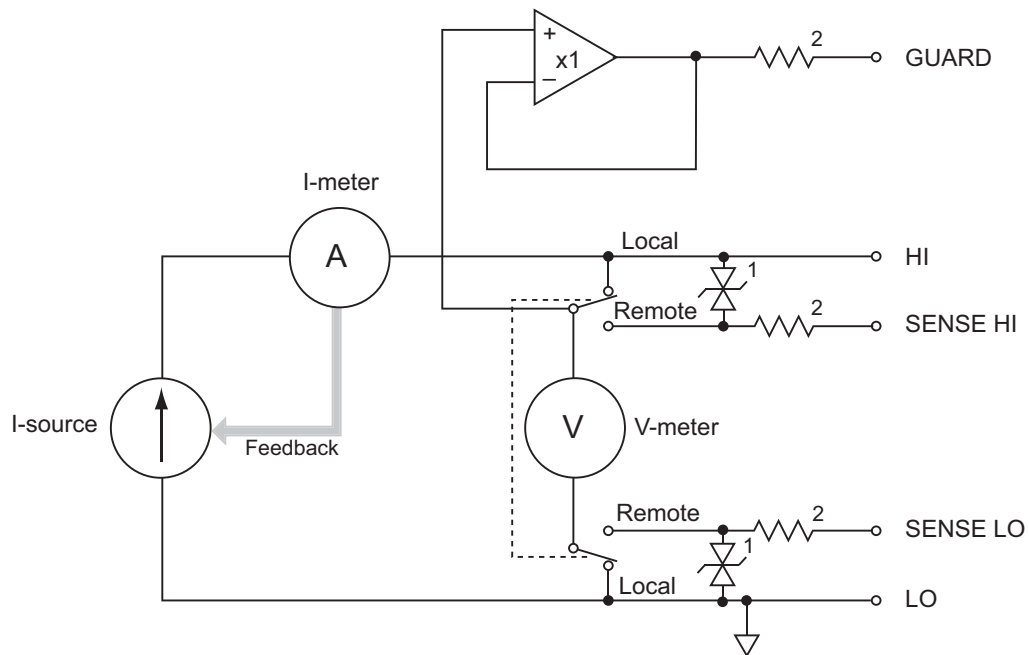 +
x1
−
2
GUARD
I-meter
A
Local
HI
1
Remote
2
SENSE HI
I-source
Feedback
V
V-meter
Remote
2
SENSE LO
1
Local
LO